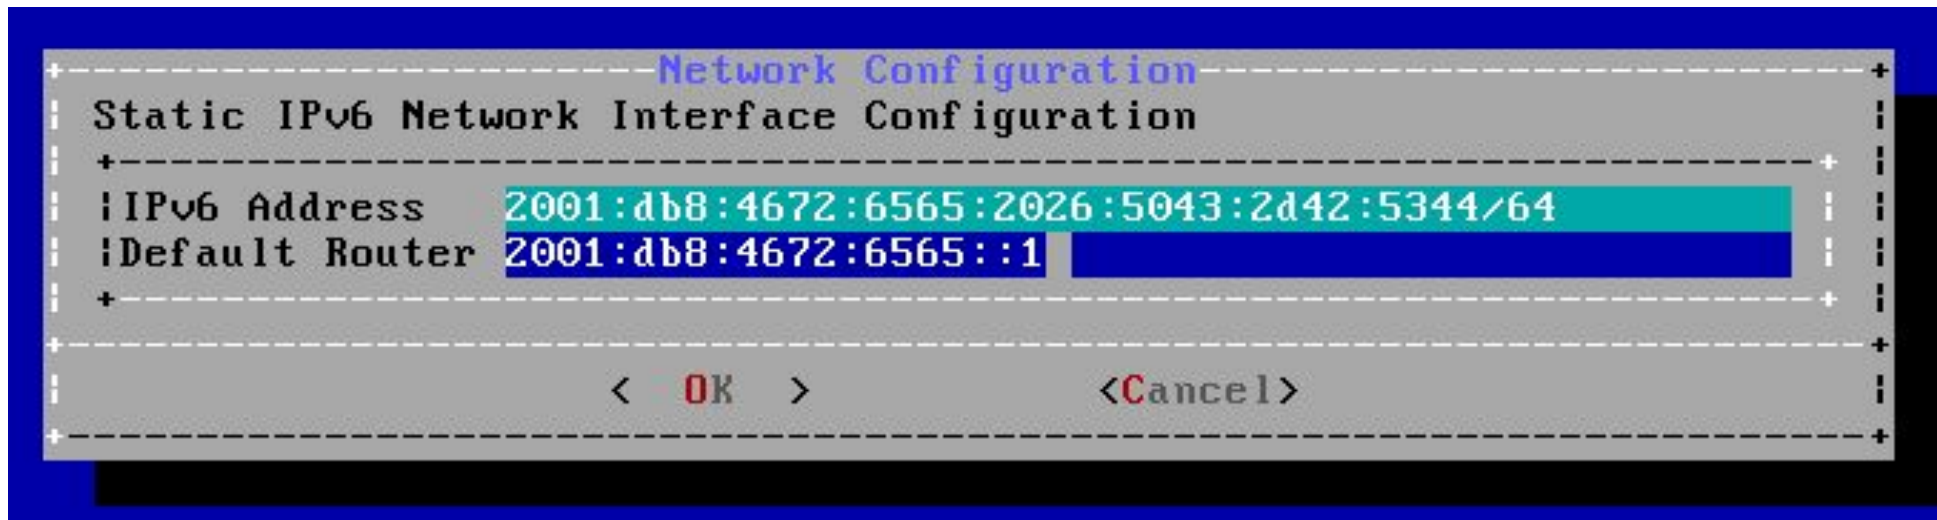 Network Configuration
Static IPv6 Network Interface Configuration
IPv6 Address 2001:db8:4672:6565:2026:5043:2d42:5344/64
Default Router 2001:db8:4672:6565::1
< OK > <Cancel>